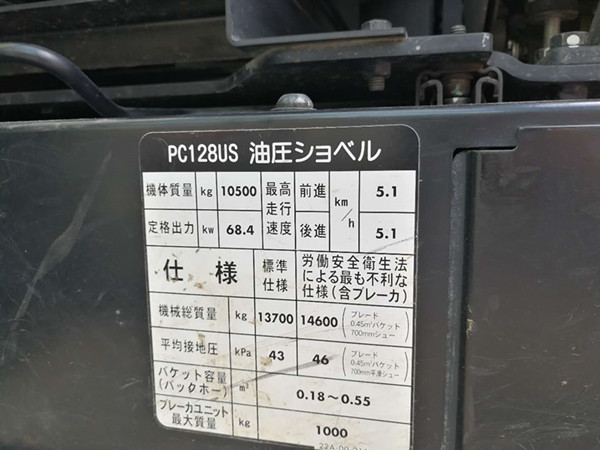 PC128US 油圧ショベル
機体質量 kg 10500 最高走行速度 前進 km/h 5.1
定格出力 kw 68.4 後進 5.1
仕様 標準仕様 労働安全衛生法による最も不利な仕様(含ブレーカ)
機械総質量 kg 13700 14600 (ブレード 0.45m³バケット 700mmシュー)
平均接地圧 kPa 43 46 (ブレード 0.45m³バケット 700mm平滑シュー)
バケット容量(バックホー) m³ 0.18～0.55
ブレーカユニット最大質量 kg 1000